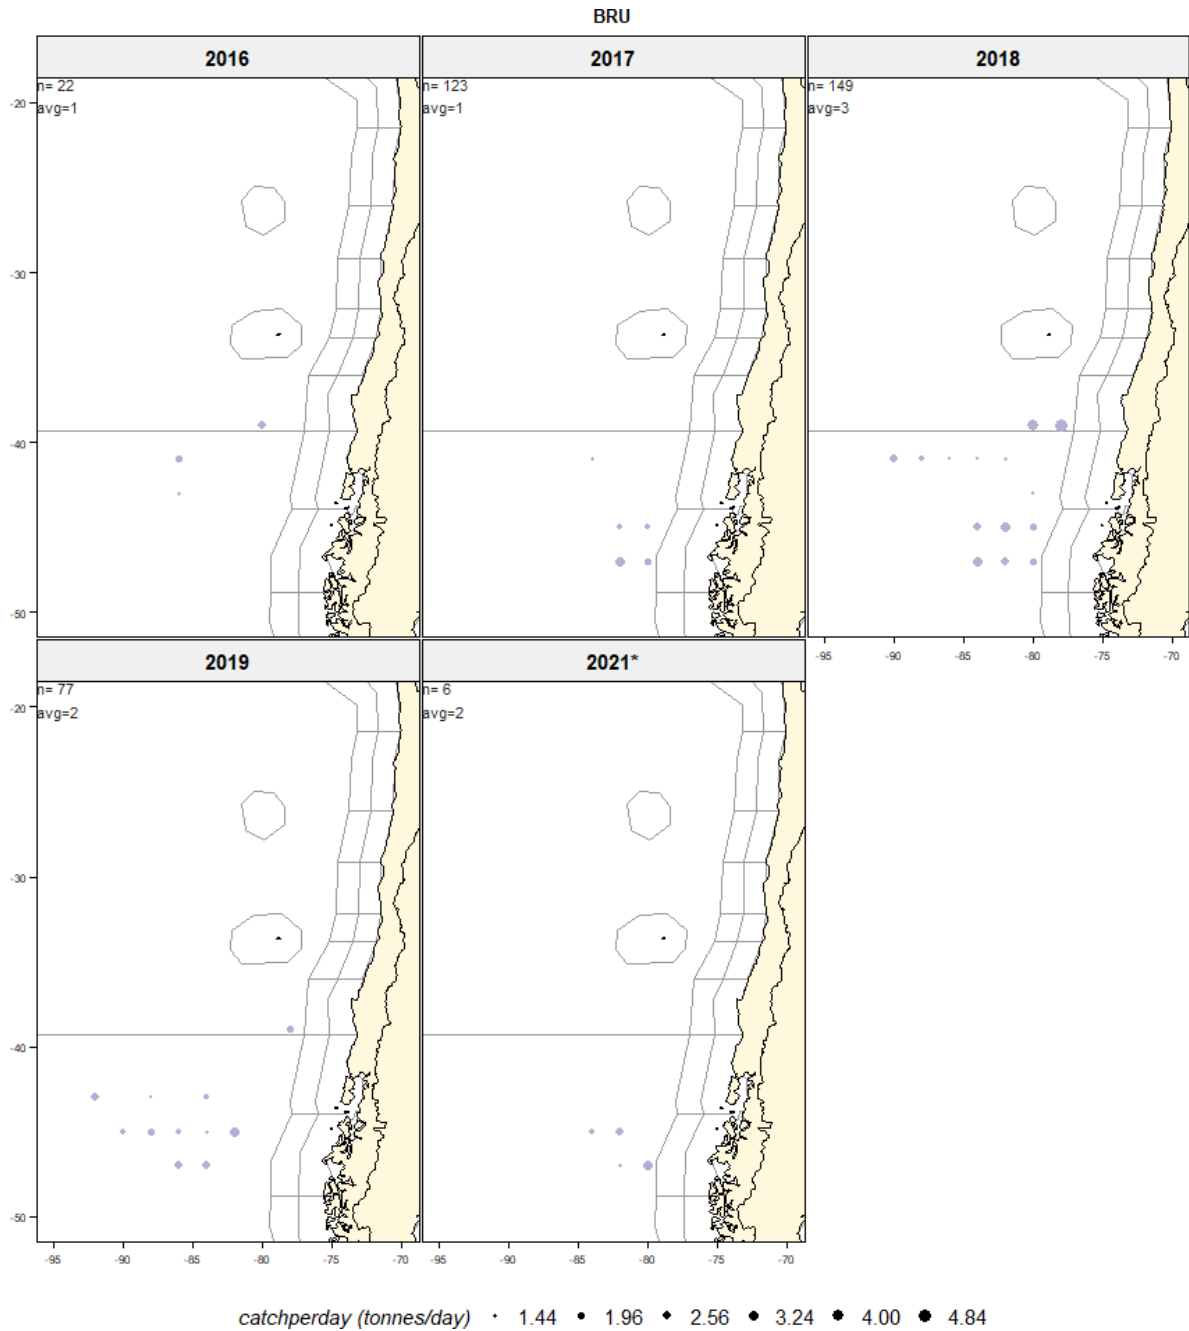 BRU
2016 2017 2018
n= 22 n= 123 n= 149
avg=1 avg=1 avg=3
-20
-30
-40
-50
-95 -90 -85 -80 -75 -70
2019 2021*
n= 77 n= 6
avg=2 avg=2
-20
-30
-40
-50
-95 -90 -85 -80 -75 -70 -95 -90 -85 -80 -75 -70
catchperday (tonnes/day) 1.44 1.96 2.56 3.24 4.00 4.84